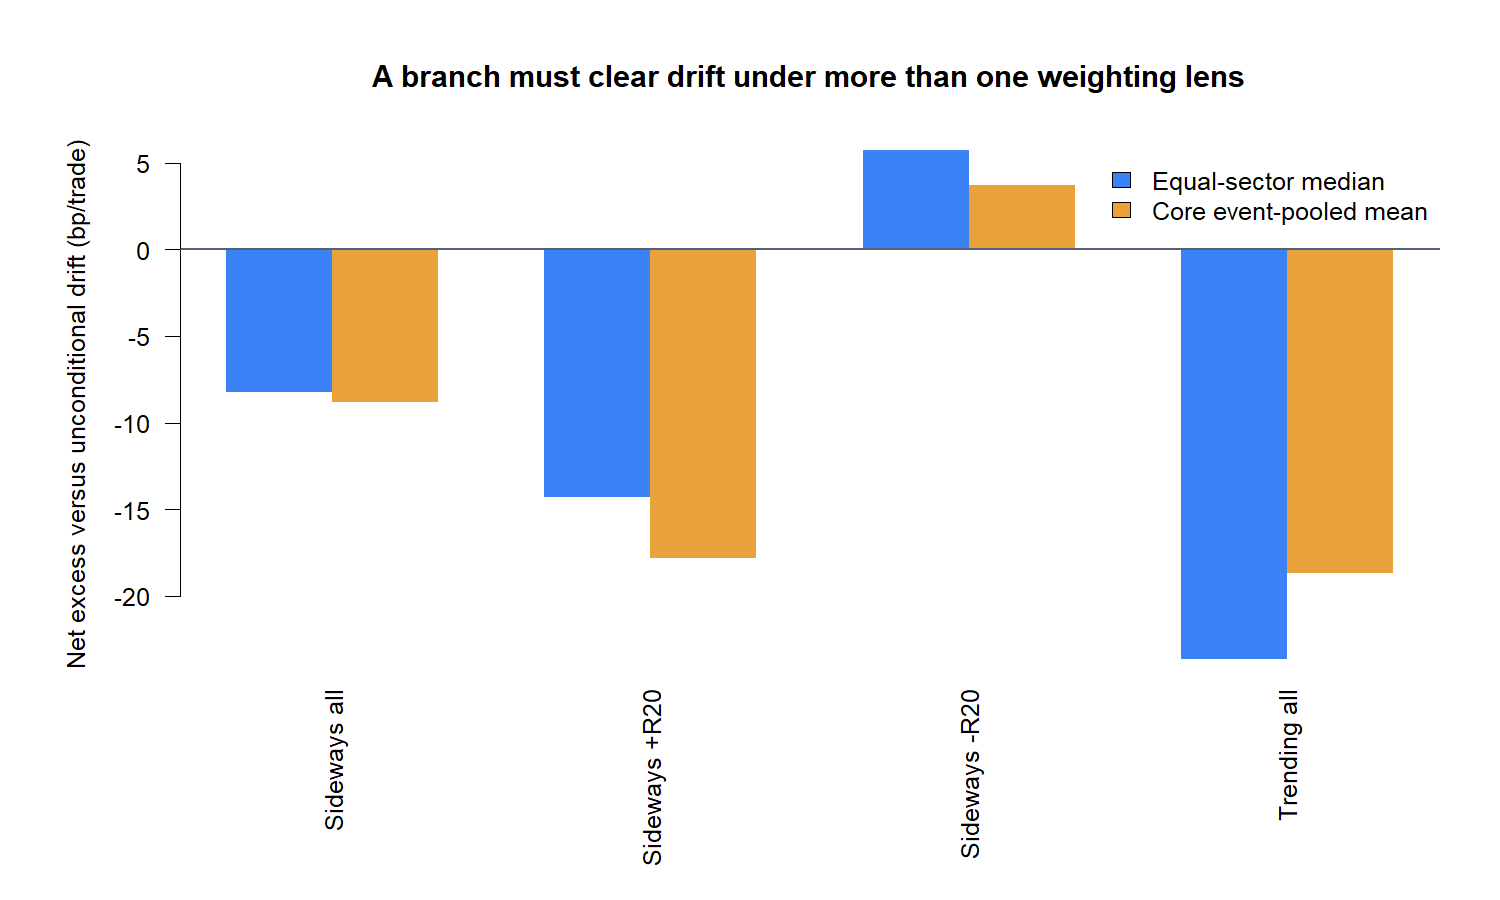 A branch must clear drift under more than one weighting lens
Net excess versus unconditional drift (bp/trade)
5
0
-5
-10
-15
-20
Equal-sector median
Core event-pooled mean
Sideways all
Sideways +R20
Sideways -R20
Trending all